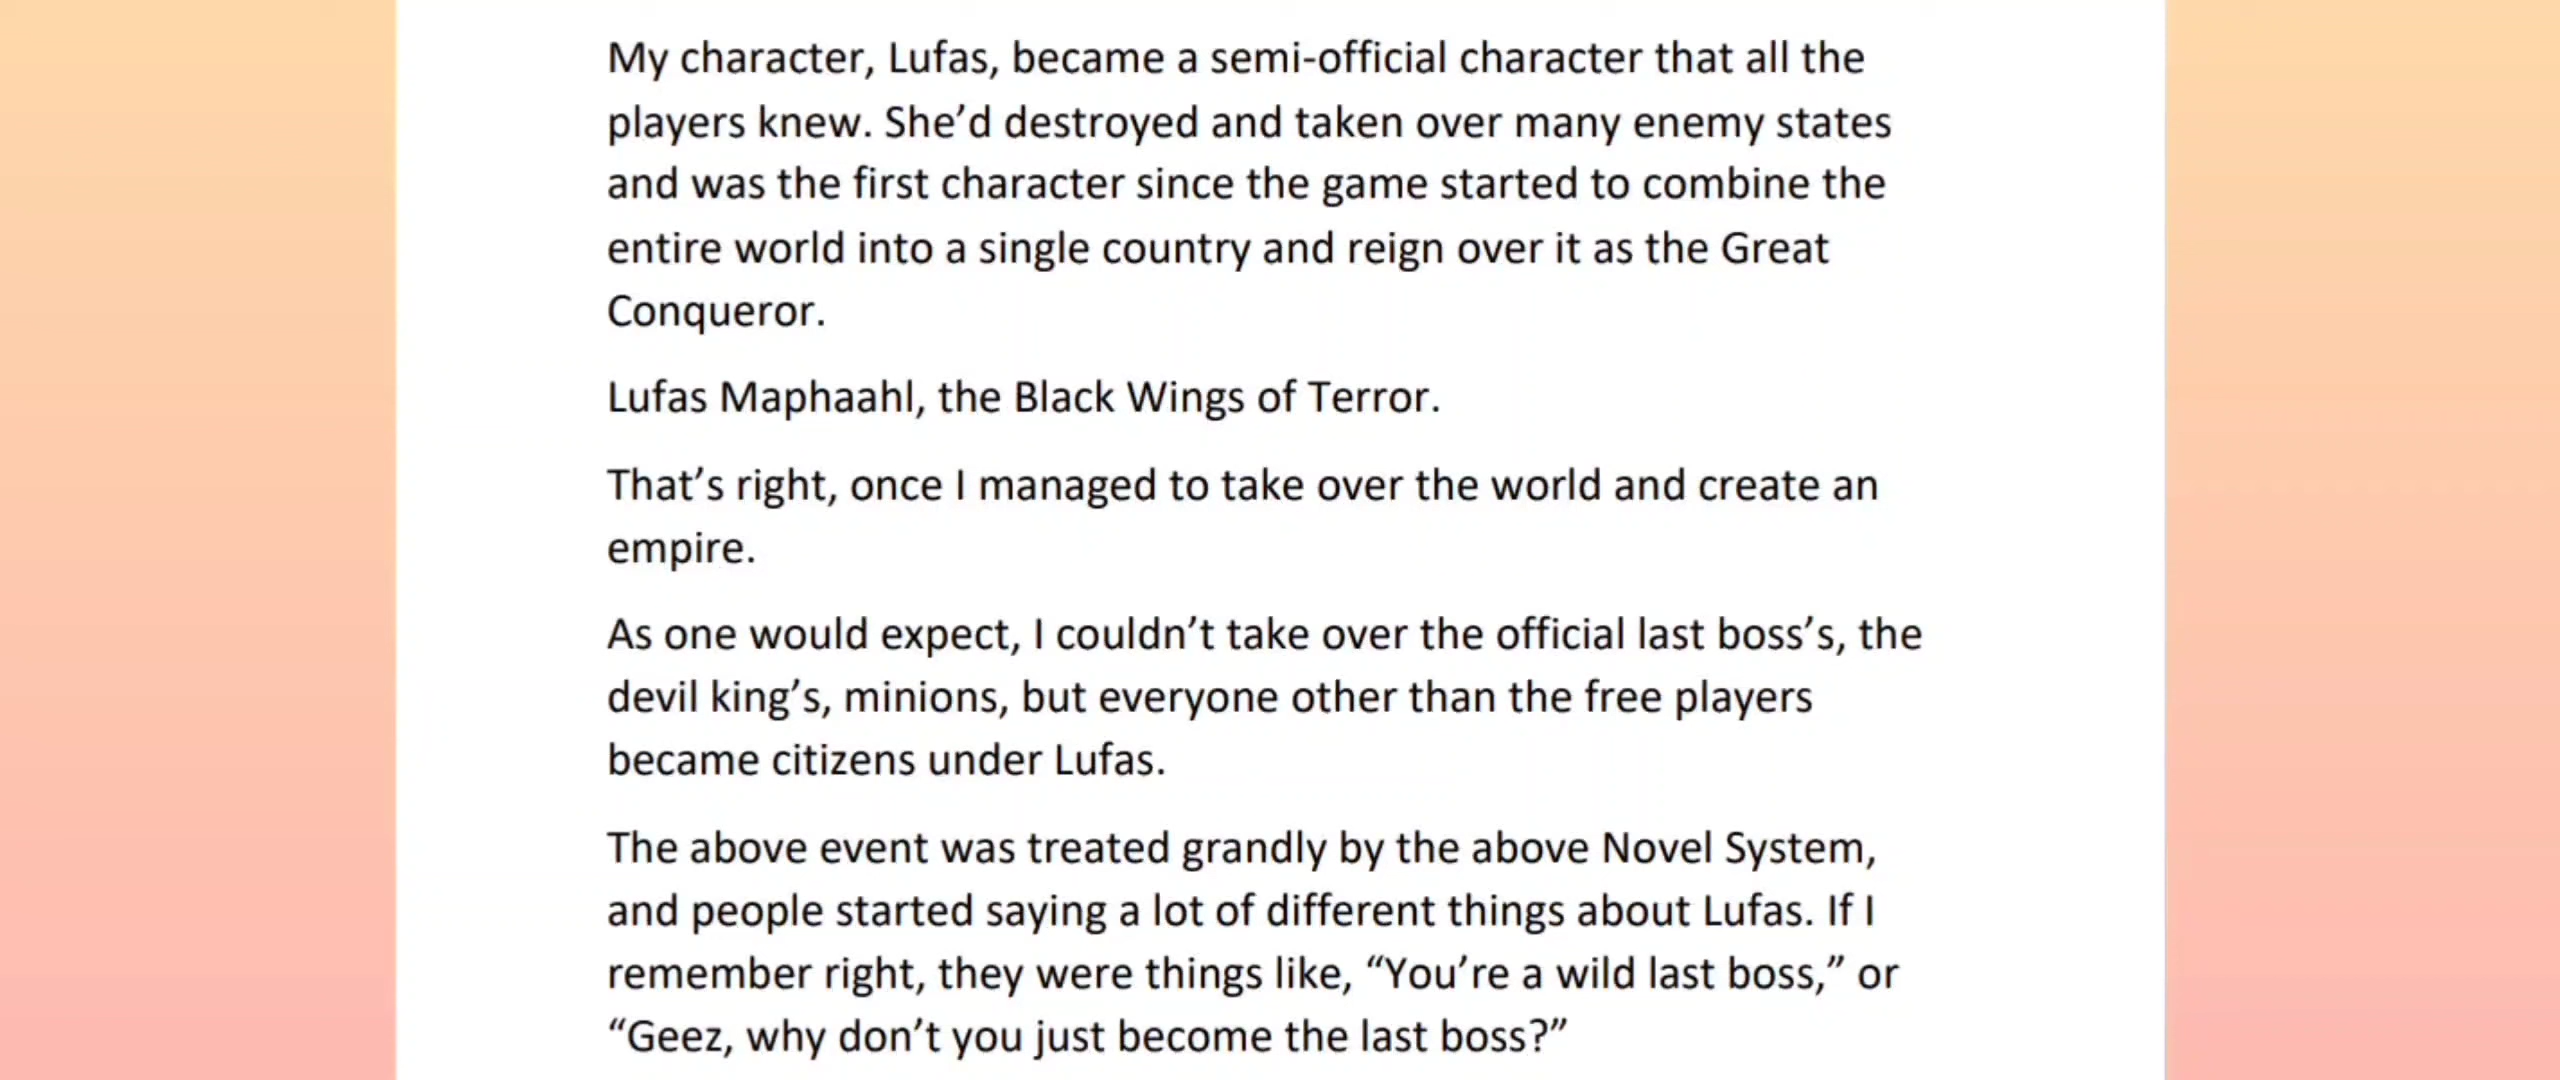 My character, Lufas, became a semi-official character that all the
players knew. She’d destroyed and taken over many enemy states
and was the first character since the game started to combine the
entire world into a single country and reign over it as the Great
Conqueror.
Lufas Maphaahl, the Black Wings of Terror.
That’s right, once I managed to take over the world and create an
empire.
As one would expect, I couldn’t take over the official last boss’s, the
devil king’s, minions, but everyone other than the free players
became citizens under Lufas.
The above event was treated grandly by the above Novel System,
and people started saying a lot of different things about Lufas. If I
remember right, they were things like, “You’re a wild last boss,” or
“Geez, why don’t you just become the last boss?”